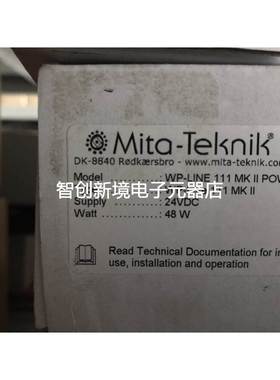 Mita-Teknik®
DK-8840 Rødkærsbro - www.mita-teknik.com
Model : WP-LINE 111 MK II POW
智创新境电子元器店
1 MK II
Supply : 24VDC
Watt : 48 W
Read Technical Documentation for in
use, installation and operation